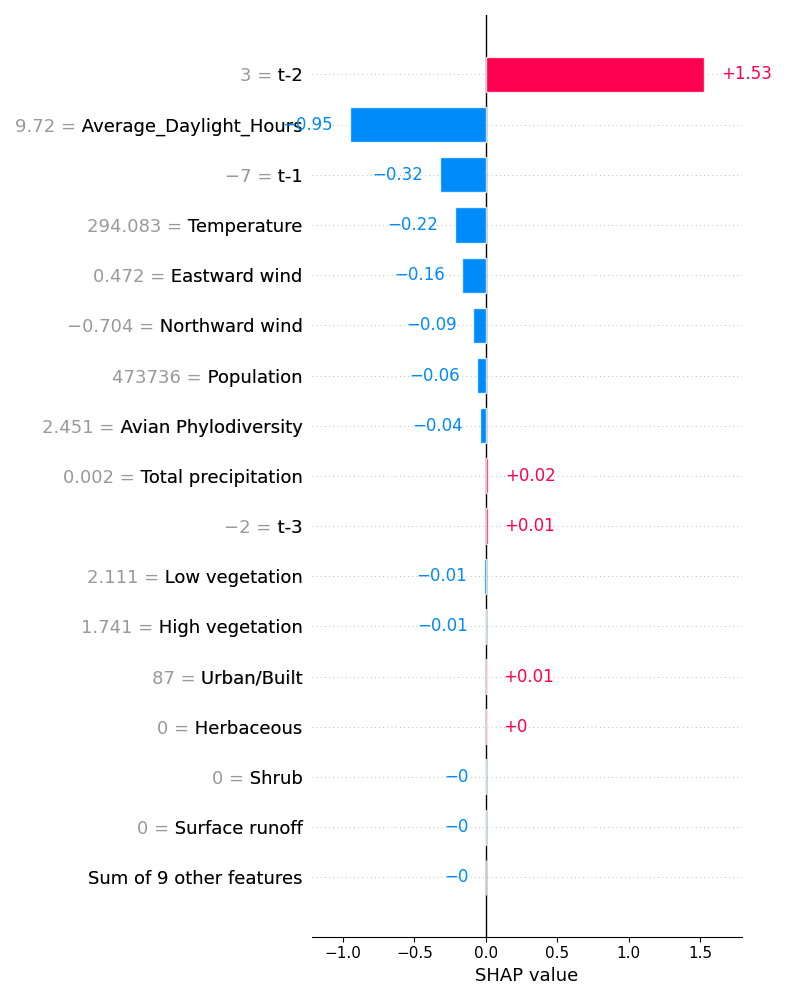 3 = t-2 +1.53
9.72 = Average_Daylight_Hours −0.95
−7 = t-1 −0.32
294.083 = Temperature −0.22
0.472 = Eastward wind −0.16
−0.704 = Northward wind −0.09
473736 = Population −0.06
2.451 = Avian Phylodiversity −0.04
0.002 = Total precipitation +0.02
−2 = t-3 +0.01
2.111 = Low vegetation −0.01
1.741 = High vegetation −0.01
87 = Urban/Built +0.01
0 = Herbaceous +0
0 = Shrub −0
0 = Surface runoff −0
Sum of 9 other features −0
−1.0 −0.5 0.0 0.5 1.0 1.5
SHAP value